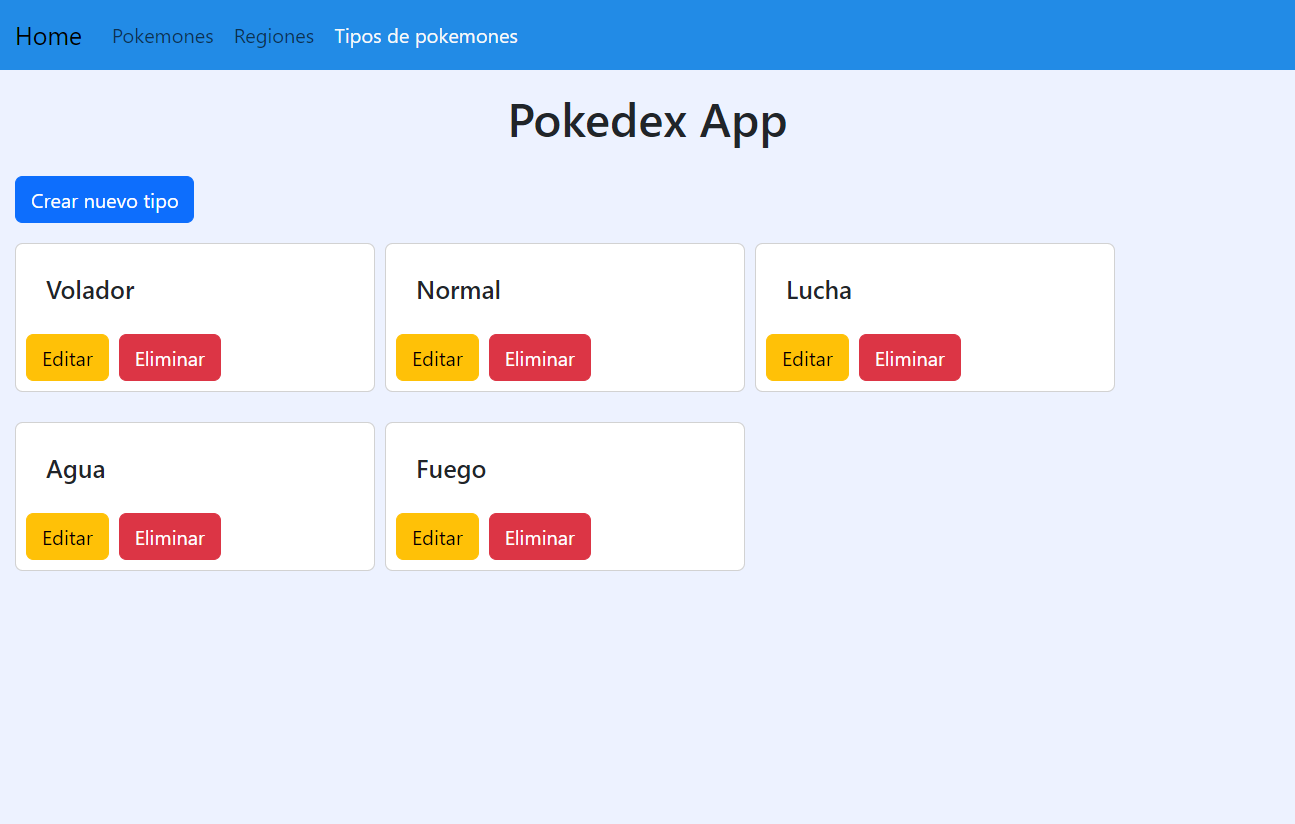 Home Pokemones Regiones Tipos de pokemones
Pokedex App
Crear nuevo tipo
Volador Normal Lucha
Editar Eliminar Editar Eliminar Editar Eliminar
Agua Fuego
Editar Eliminar Editar Eliminar